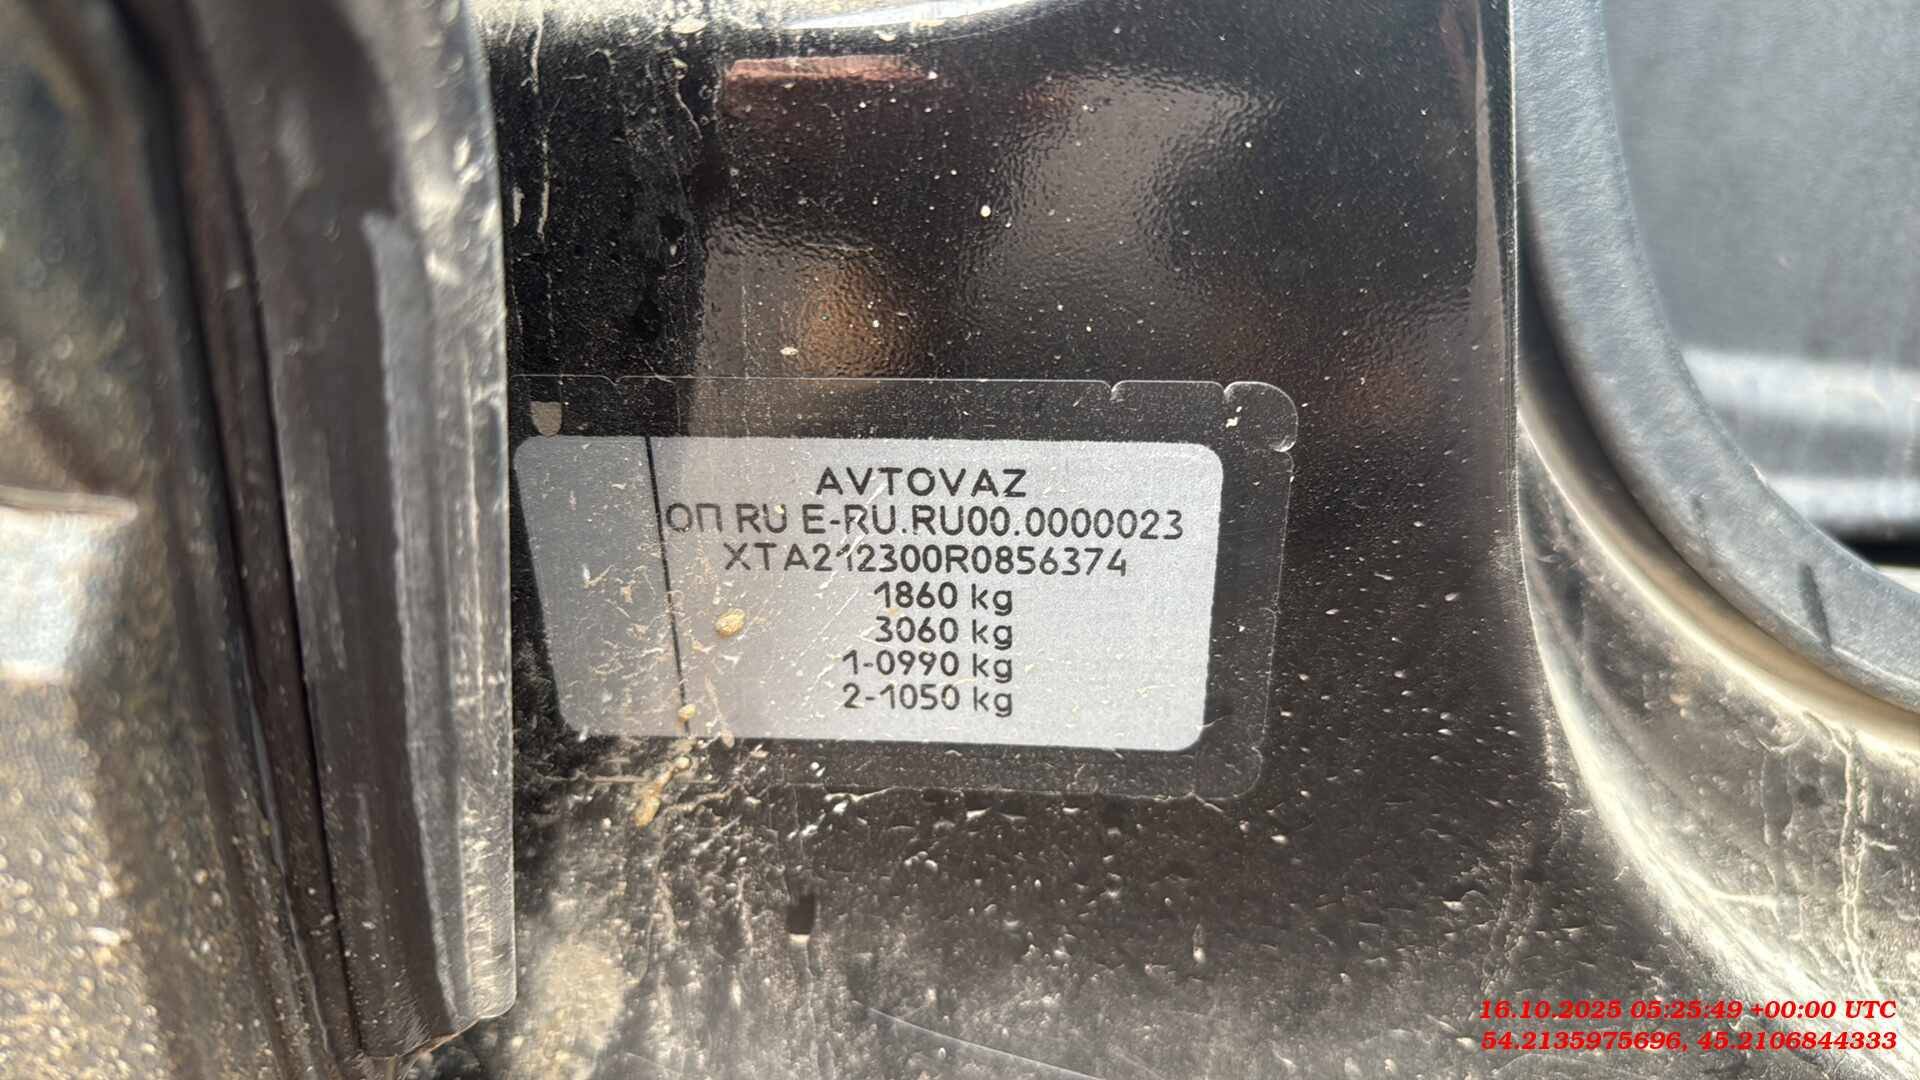 AVTOVAZ
ОП RU E-RU.RU00.0000023
XTA212300R0856374
1860 kg
3060 kg
1-0990 kg
2-1050 kg
16.10.2025 05:25:49 +00:00 UTC
54.2135975696, 45.2106844333